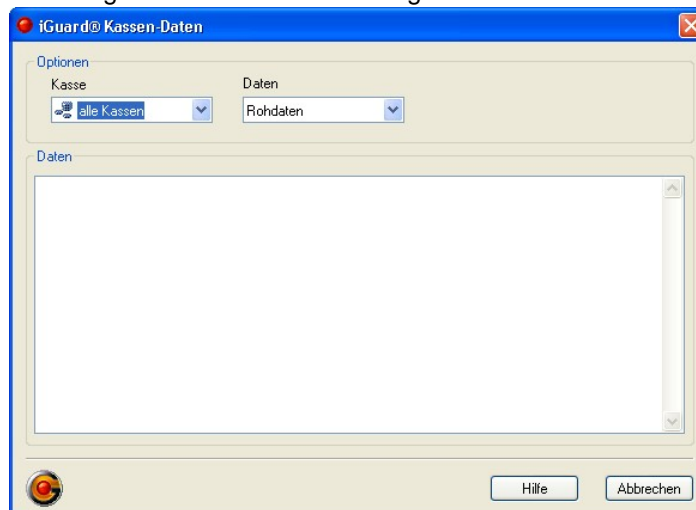 iGuard® Kassen-Daten
Optionen
Kasse Daten
alle Kassen Rohdaten
Daten
Hilfe Abbrechen